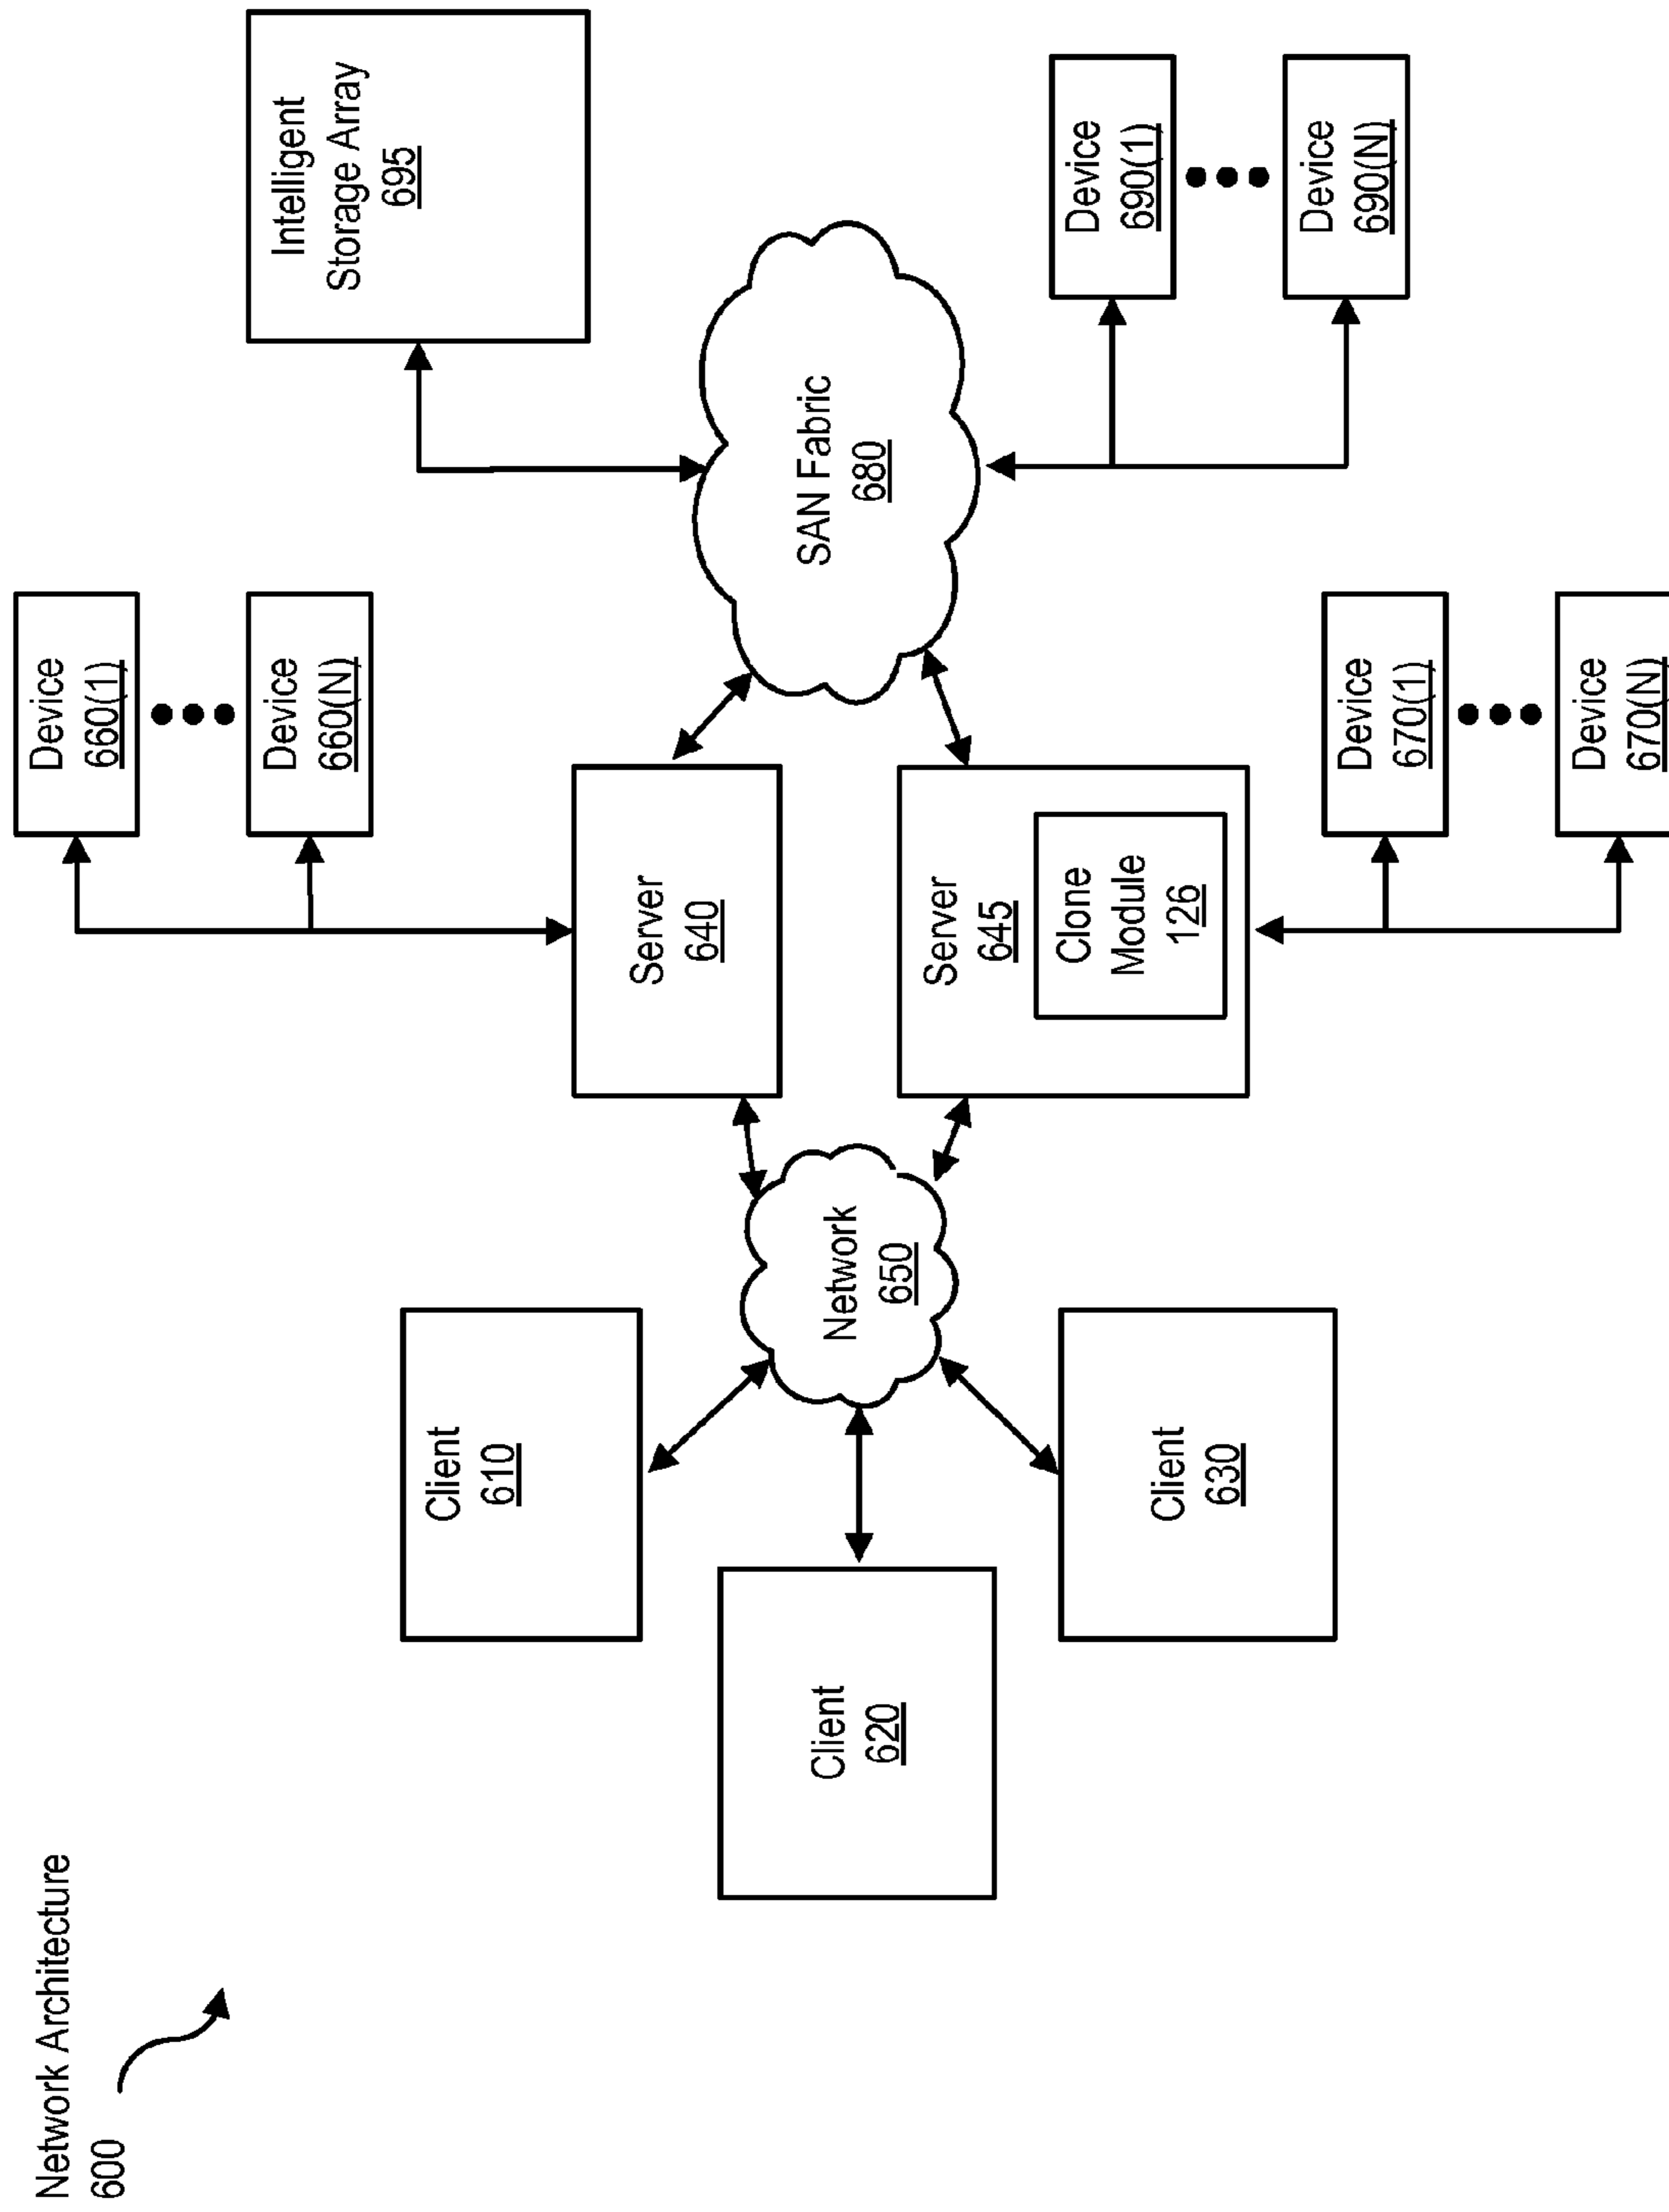 Network Architecture
600
Client
610
Client
620
Client
630
Network
650
Server
640
Server
645
Clone
Module
126
Device
660(1)
Device
660(N)
Device
670(1)
Device
670(N)
SAN Fabric
680
Intelligent
Storage Array
695
Device
690(1)
Device
690(N)